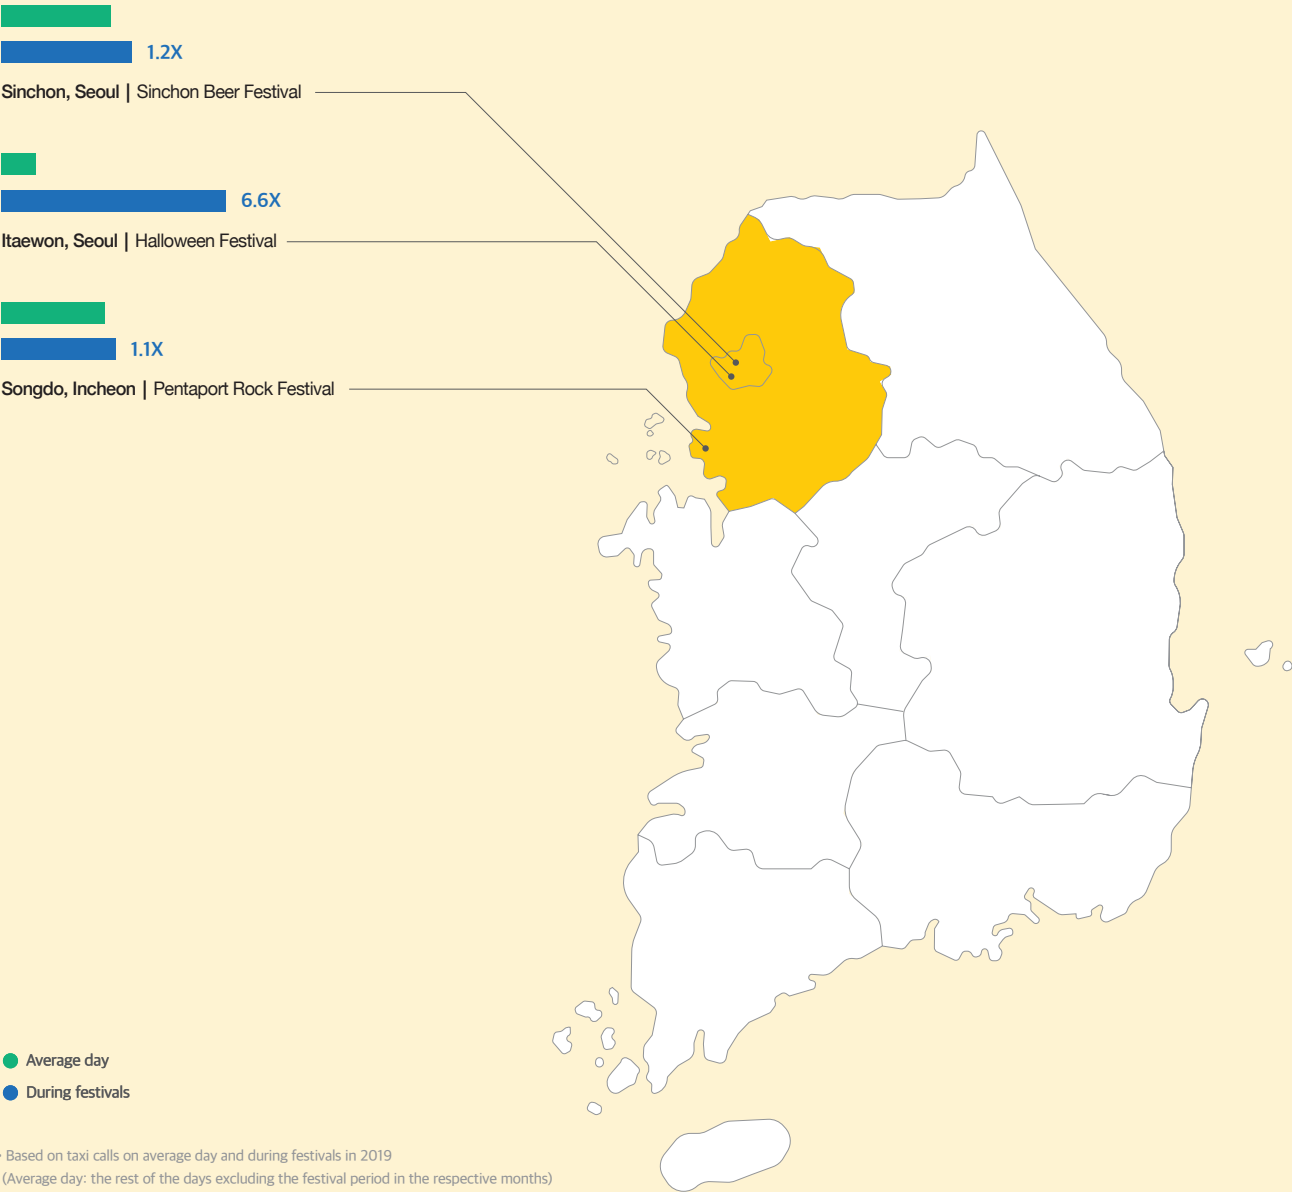 1.2X
Sinchon, Seoul | Sinchon Beer Festival
6.6X
Itaewon, Seoul | Halloween Festival
1.1X
Songdo, Incheon | Pentaport Rock Festival
Average day
During festivals
· Based on taxi calls on average day and during festivals in 2019
(Average day: the rest of the days excluding the festival period in the respective months)